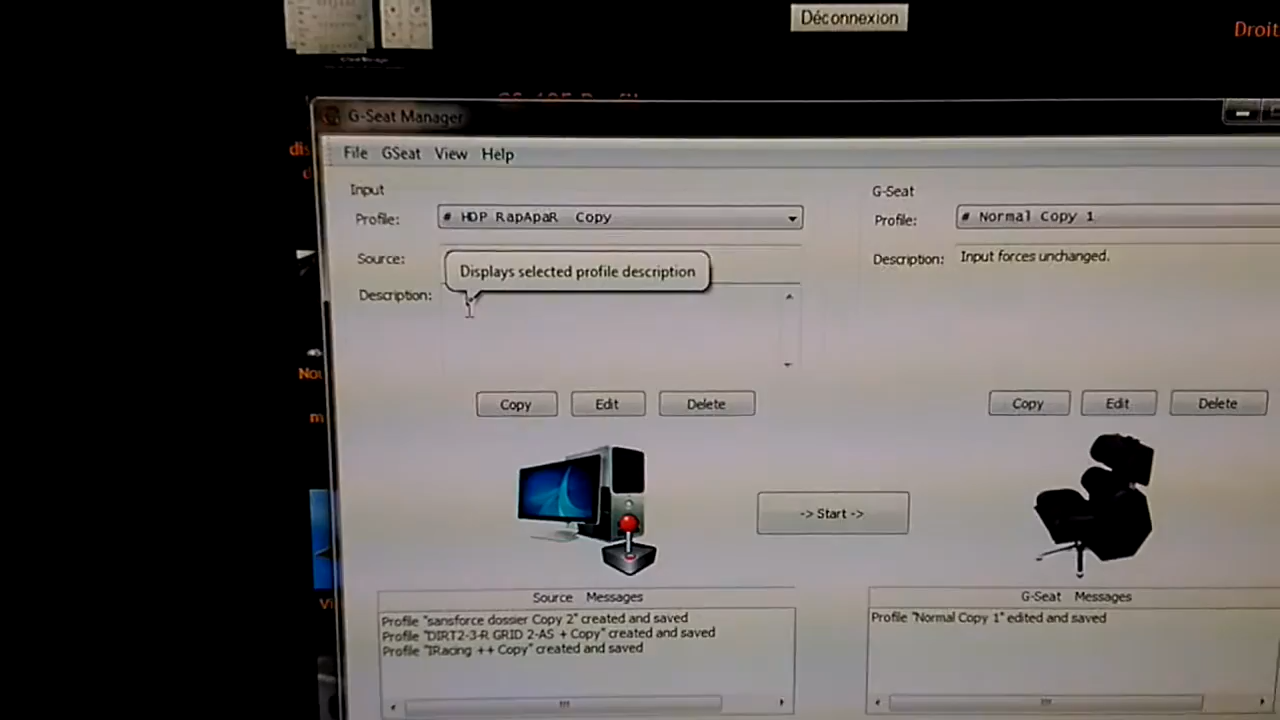 Déconnexion
Droit
G-Seat Manager
File GSeat View Help
Input
G-Seat
Profile: # HDP RapApaR Copy
Profile: # Normal Copy 1
Source:
Displays selected profile description
Description: Input forces unchanged.
Description:
Copy Edit Delete
Copy Edit Delete
-> Start ->
Source Messages
G-Seat Messages
Profile "sansforce dossier Copy 2" created and saved
Profile "DIRT2-3-R GRID 2-AS + Copy" created and saved
Profile "IRacing ++ Copy" created and saved
Profile "Normal Copy 1" edited and saved